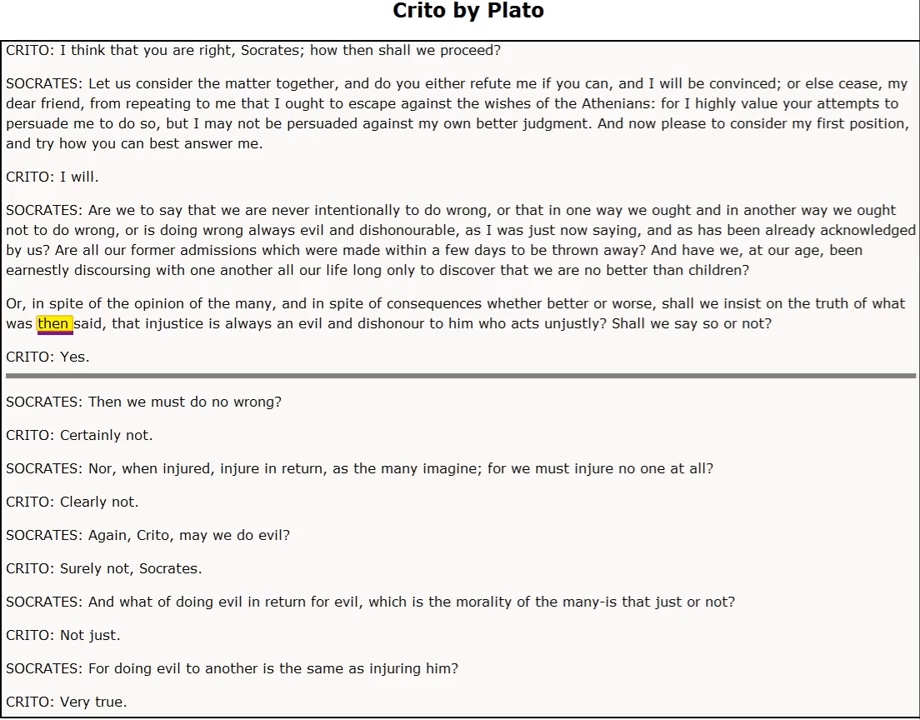 Crito by Plato
CRITO: I think that you are right, Socrates; how then shall we proceed?
SOCRATES: Let us consider the matter together, and do you either refute me if you can, and I will be convinced; or else cease, my
dear friend, from repeating to me that I ought to escape against the wishes of the Athenians: for I highly value your attempts to
persuade me to do so, but I may not be persuaded against my own better judgment. And now please to consider my first position,
and try how you can best answer me.
CRITO: I will.
SOCRATES: Are we to say that we are never intentionally to do wrong, or that in one way we ought and in another way we ought
not to do wrong, or is doing wrong always evil and dishonourable, as I was just now saying, and as has been already acknowledged
by us? Are all our former admissions which were made within a few days to be thrown away? And have we, at our age, been
earnestly discoursing with one another all our life long only to discover that we are no better than children?
Or, in spite of the opinion of the many, and in spite of consequences whether better or worse, shall we insist on the truth of what
was then said, that injustice is always an evil and dishonour to him who acts unjustly? Shall we say so or not?
CRITO: Yes.
SOCRATES: Then we must do no wrong?
CRITO: Certainly not.
SOCRATES: Nor, when injured, injure in return, as the many imagine; for we must injure no one at all?
CRITO: Clearly not.
SOCRATES: Again, Crito, may we do evil?
CRITO: Surely not, Socrates.
SOCRATES: And what of doing evil in return for evil, which is the morality of the many-is that just or not?
CRITO: Not just.
SOCRATES: For doing evil to another is the same as injuring him?
CRITO: Very true.